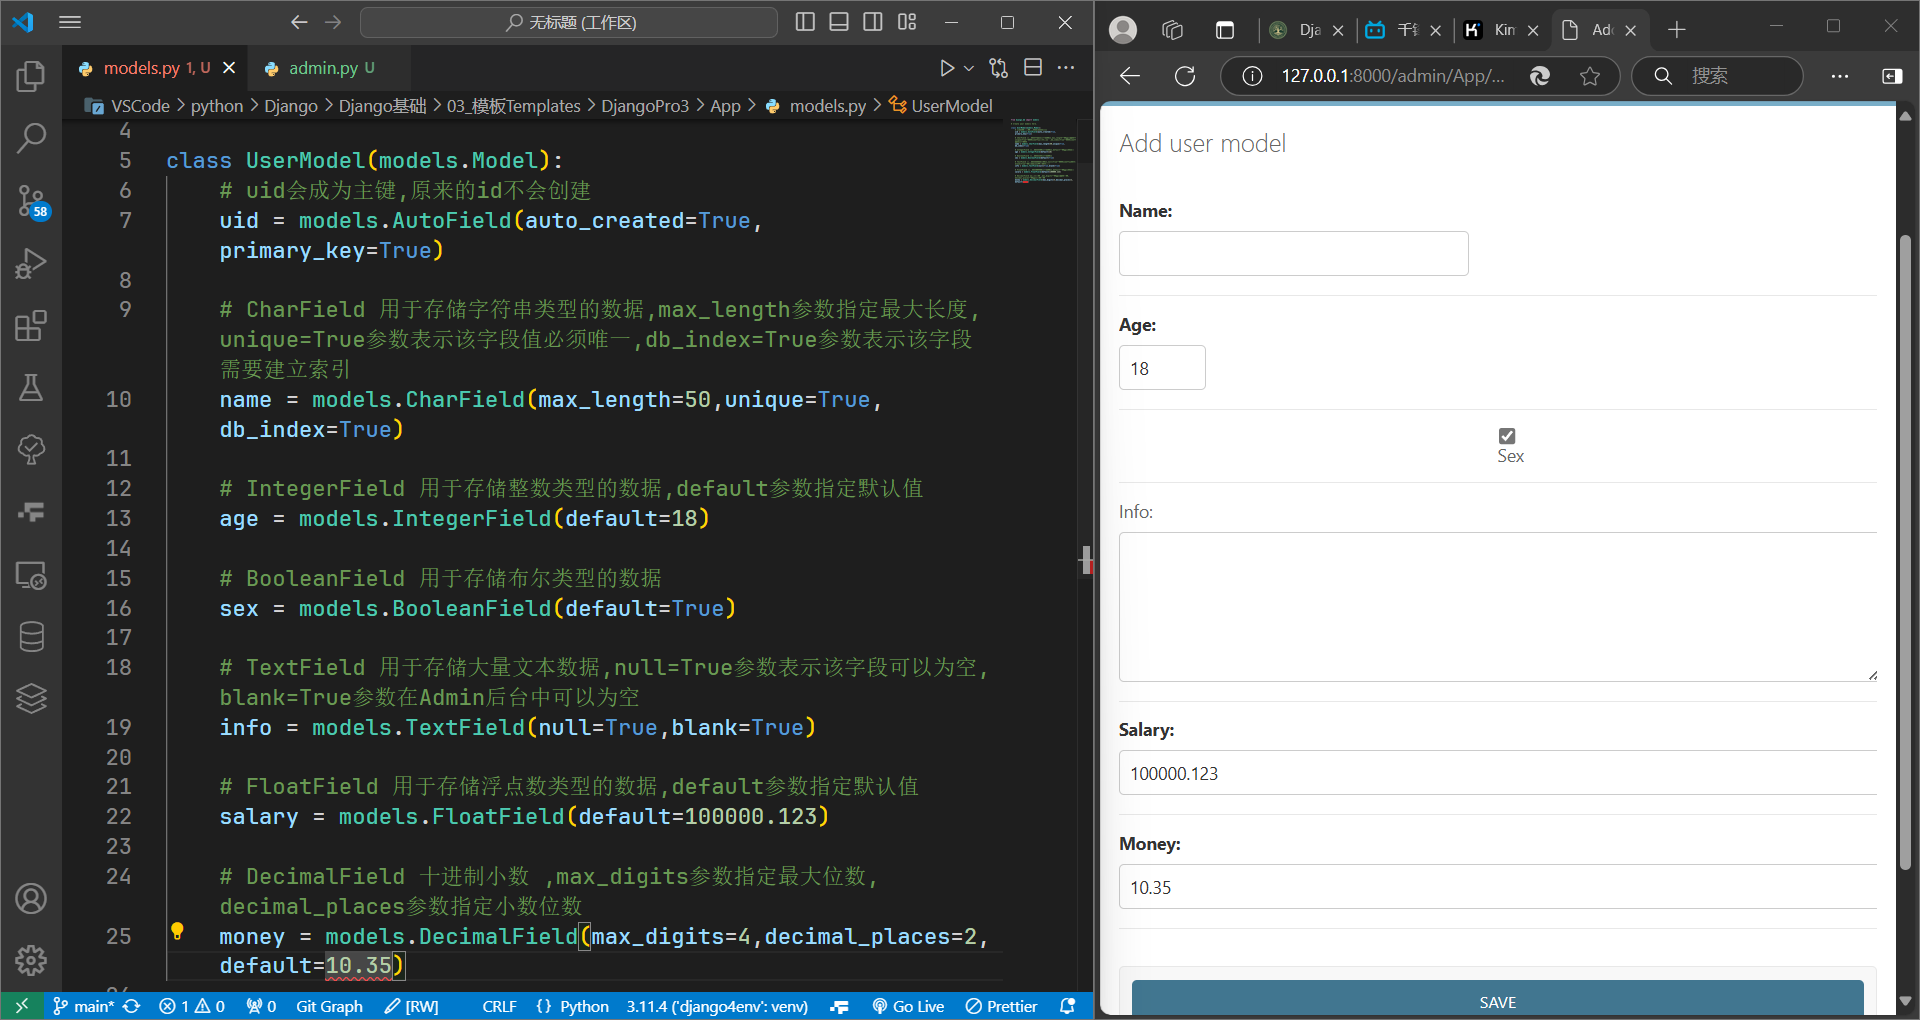 无标题 (工作区)
models.py 1, U
admin.py U
VSCode > python > Django > Django基础 > 03_模板Templates > DjangoPro3 > App > models.py > UserModel
4
5 class UserModel(models.Model):
6 # uid会成为主键,原来的id不会创建
7 uid = models.AutoField(auto_created=True,
primary_key=True)
8
9 # CharField 用于存储字符串类型的数据,max_length参数指定最大长度,
unique=True参数表示该字段值必须唯一,db_index=True参数表示该字段
需要建立索引
10 name = models.CharField(max_length=50,unique=True,
db_index=True)
11
12 # IntegerField 用于存储整数类型的数据,default参数指定默认值
13 age = models.IntegerField(default=18)
14
15 # BooleanField 用于存储布尔类型的数据
16 sex = models.BooleanField(default=True)
17
18 # TextField 用于存储大量文本数据,null=True参数表示该字段可以为空,
blank=True参数在Admin后台中可以为空
19 info = models.TextField(null=True,blank=True)
20
21 # FloatField 用于存储浮点数类型的数据,default参数指定默认值
22 salary = models.FloatField(default=100000.123)
23
24 # DecimalField 十进制小数 ,max_digits参数指定最大位数,
decimal_places参数指定小数位数
25 money = models.DecimalField(max_digits=4,decimal_places=2,
default=10.35)
58
main* 1 0 0 Git Graph [RW] CRLF {} Python 3.11.4 ('django4env': venv) Go Live Prettier
Dja
Kim
Add
127.0.0.1:8000/admin/App/...
搜索
Add user model
Name:
Age:
18
Sex
Info:
Salary:
100000.123
Money:
10.35
SAVE